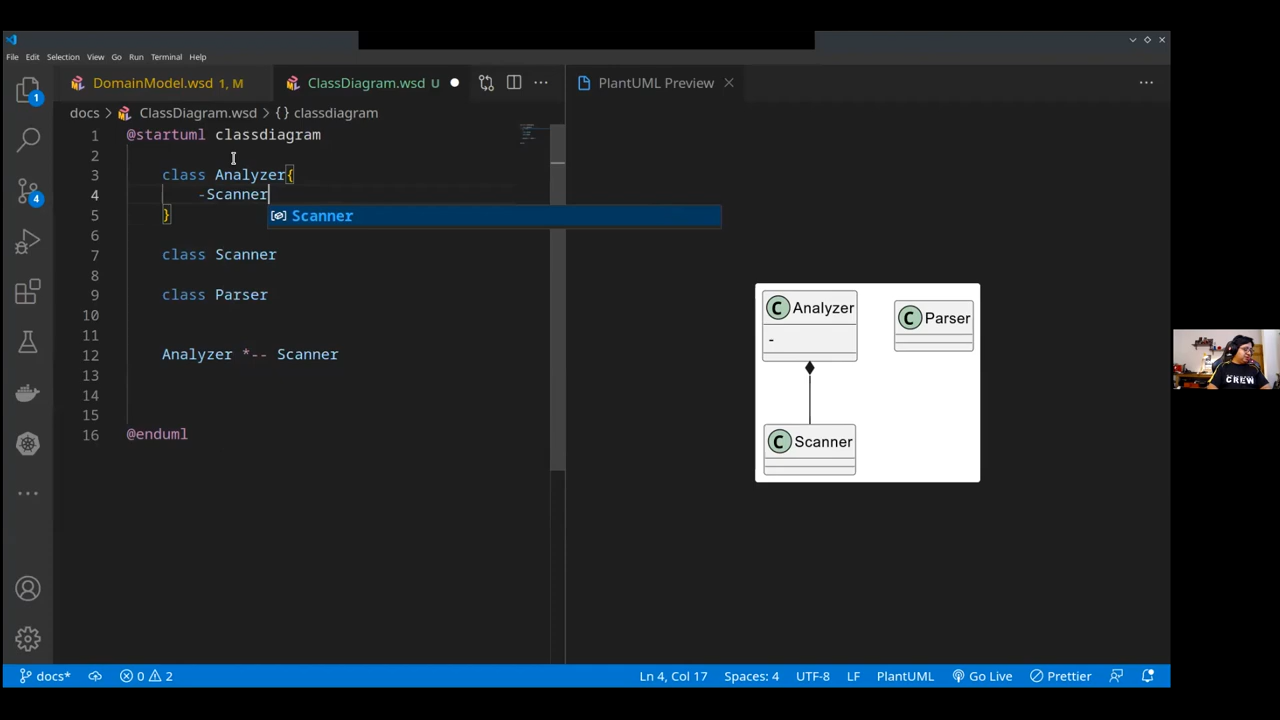 File Edit Selection View Go Run Terminal Help
DomainModel.wsd 1, M
ClassDiagram.wsd U
PlantUML Preview
docs > ClassDiagram.wsd > {} classdiagram
1 @startuml classdiagram
2
3 class Analyzer{
4 -Scanner
5 }
Scanner
6
7 class Scanner
8
9 class Parser
10
11
12 Analyzer *-- Scanner
13
14
15
16 @enduml
1
4
C Analyzer
-
C Parser
C Scanner
CREW
docs* 0 2 Ln 4, Col 17 Spaces: 4 UTF-8 LF PlantUML Go Live Prettier